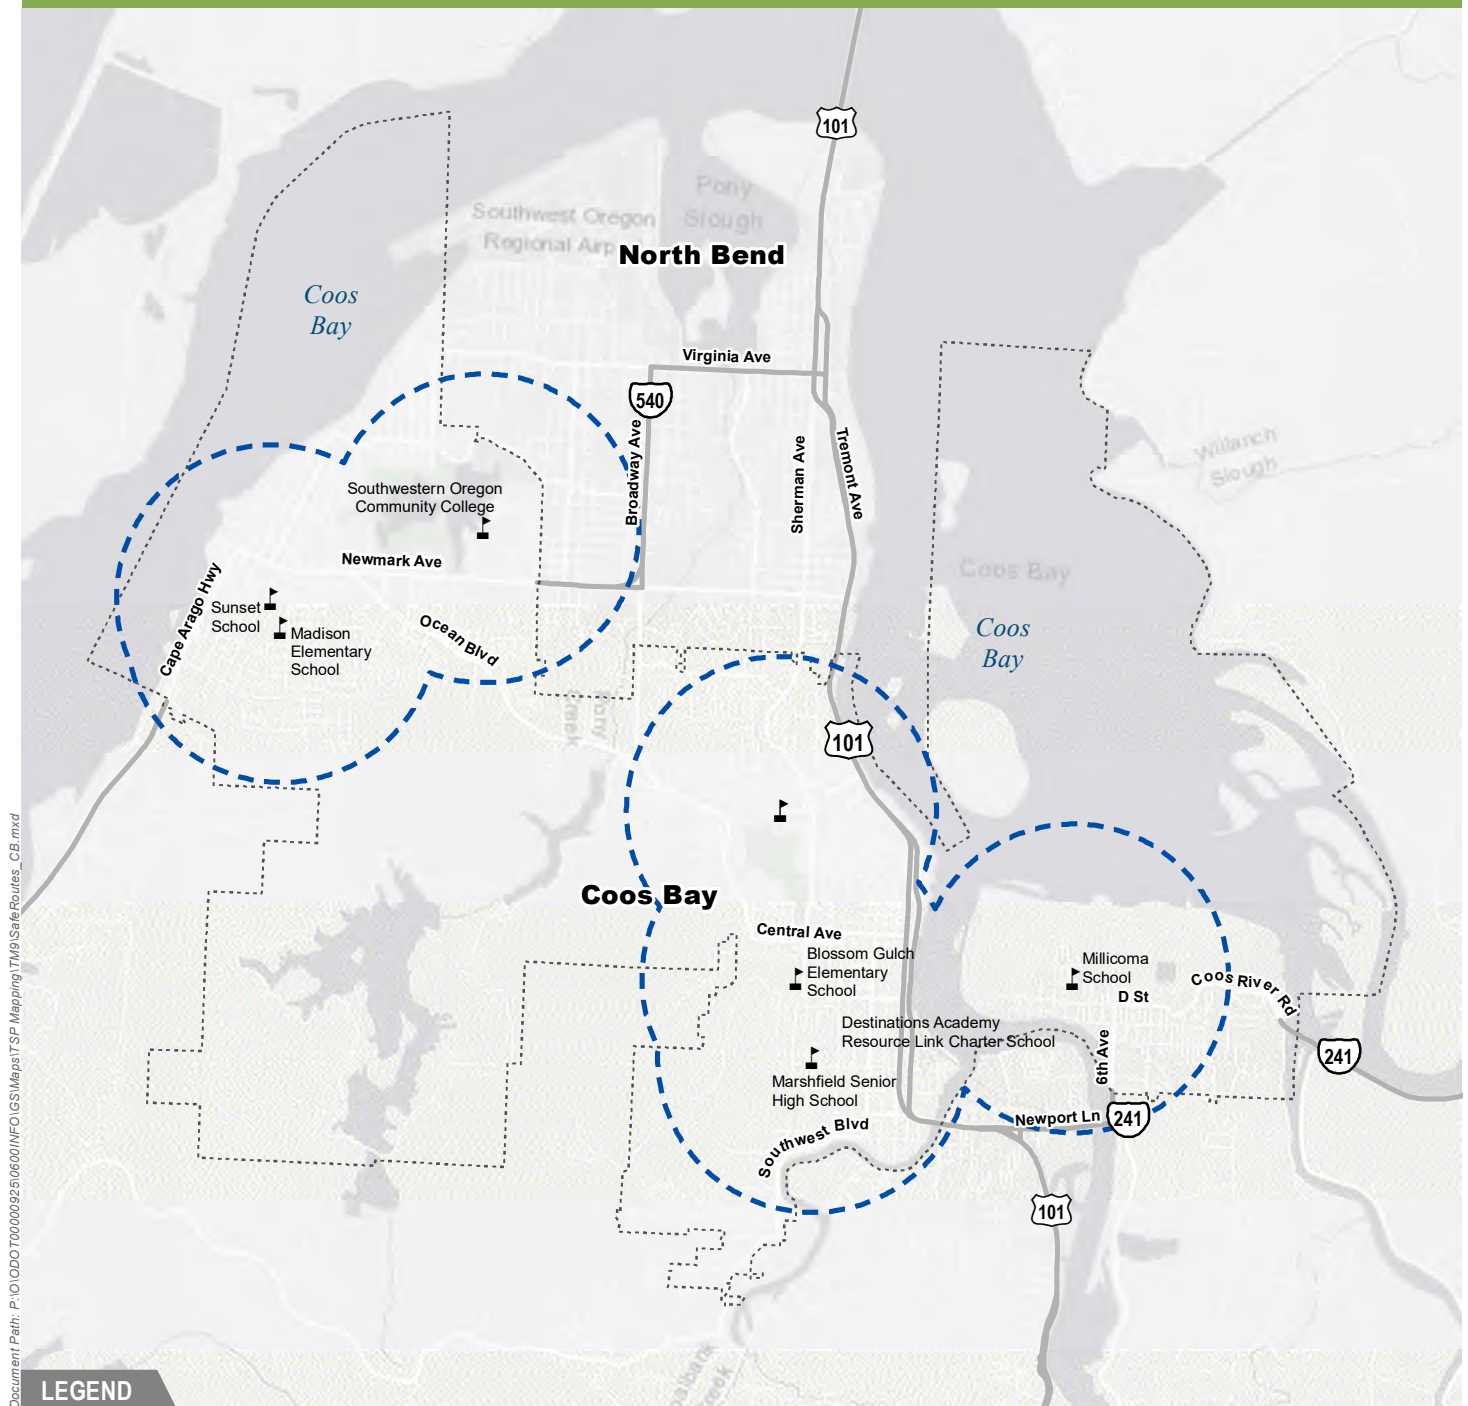 101
Pony
Slough
Southwest Oregon
Regional Airp
North Bend
Coos
Bay
Virginia Ave
540
Broadway Ave
Sherman Ave
Tremont Ave
Willanch
Slough
Southwestern Oregon
Community College
Newmark Ave
Coos Bay
Cape Arago Hwy
Sunset
School
Madison
Elementary
School
Ocean Blvd
Coos
Bay
Pony
Creek
101
Coos Bay
Central Ave
Blossom Gulch
Elementary
School
Millicoma
School
D St
Coos River Rd
Destinations Academy
Resource Link Charter School
6th Ave
241
Marshfield Senior
High School
Newport Ln
241
Southwest Blvd
101
Document Path: P:\O\ODOT00000925\0600INFO\GS\Maps\TSP Mapping\TM9\SafeRoutes_CB.mxd
LEGEND